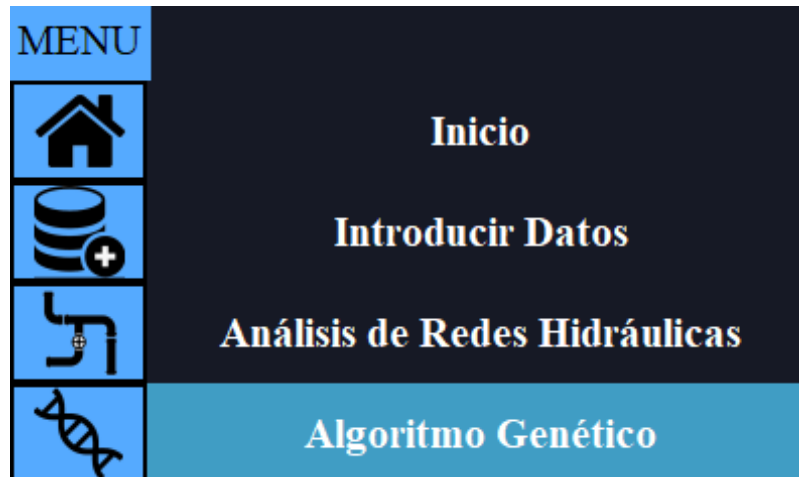 MENU
Inicio
Introducir Datos
Análisis de Redes Hidráulicas
Algoritmo Genético